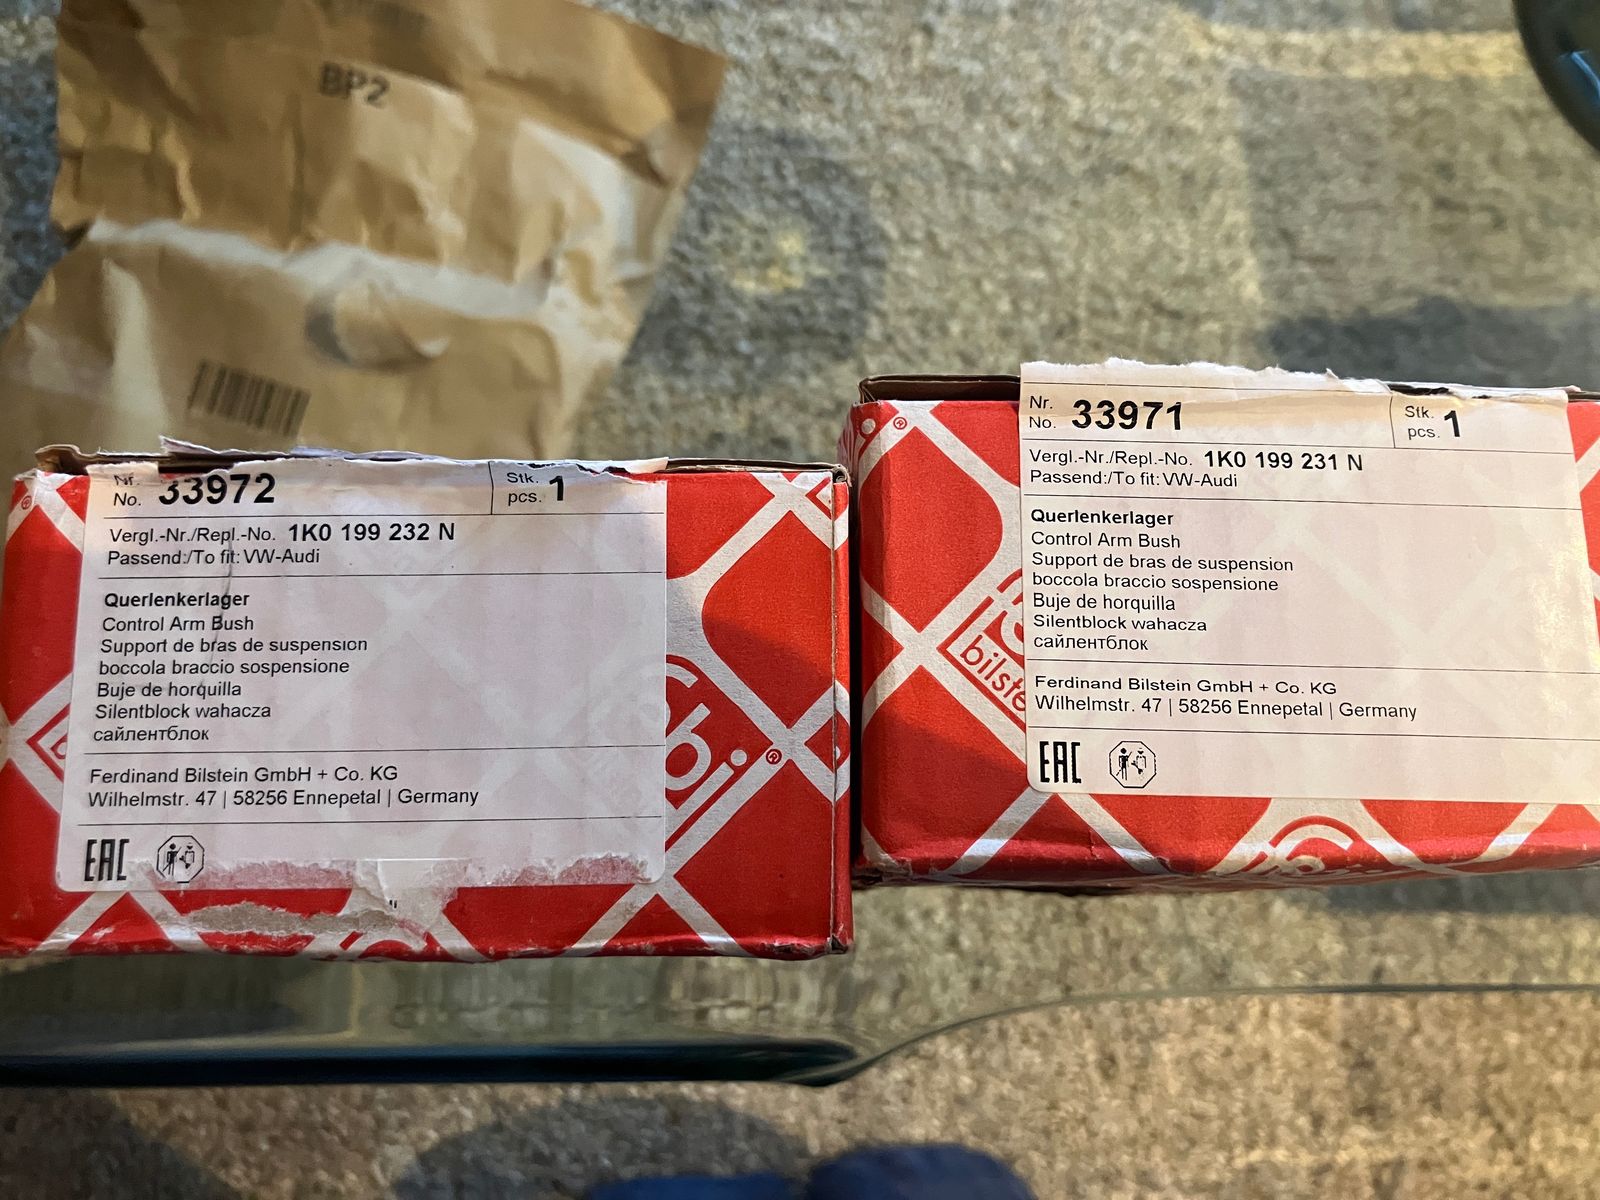 BP2
Nr.
No. 33972
Stk.
pcs. 1
Vergl.-Nr./Repl.-No. 1K0 199 232 N
Passend:/To fit: VW-Audi
Querlenkerlager
Control Arm Bush
Support de bras de suspension
boccola braccio sospensione
Buje de horquilla
Silentblock wahacza
сайлентблок
Ferdinand Bilstein GmbH + Co. KG
Wilhelmstr. 47 | 58256 Ennepetal | Germany
EAC
Nr.
No. 33971
Stk.
pcs. 1
Vergl.-Nr./Repl.-No. 1K0 199 231 N
Passend:/To fit: VW-Audi
Querlenkerlager
Control Arm Bush
Support de bras de suspension
boccola braccio sospensione
Buje de horquilla
Silentblock wahacza
сайлентблок
Ferdinand Bilstein GmbH + Co. KG
Wilhelmstr. 47 | 58256 Ennepetal | Germany
EAC